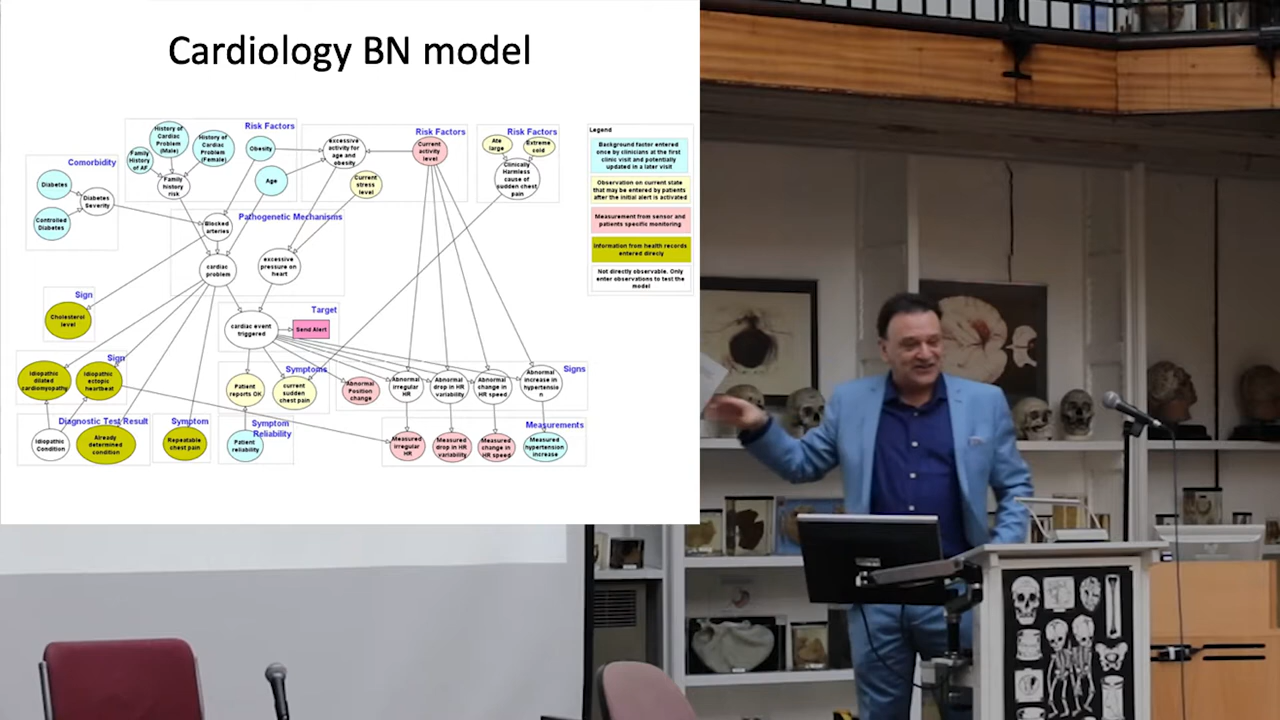 Cardiology BN model
Risk Factors
History of
Cardiac
Problem
(Male)
History of
Cardiac
Problem
(Female)
Family
History
of AF
Family
history
risk
Obesity
Age
Risk Factors
excessive
activity for
age and
obesity
Current
activity
level
Current
stress
level
Risk Factors
Ate
large
Extreme
cold
Clinically
Harmless
cause of
sudden chest
pain
Legend
Background factor entered
once by clinicians at the first
clinic visit and potentially
updated in a later visit
Observation on current state
that may be entered by patients
after the initial alert is activated
Measurement from sensor and
patients specific monitoring
Information from health records
entered direcly
Not directly observable. Only
enter observations to test the
model
Comorbidity
Diabetes
Controlled
Diabetes
Diabetes
Severity
Pathogenetic Mechanisms
Blocked
arteries
cardiac
problem
excessive
pressure on
heart
Sign
Cholesterol
level
Target
cardiac event
triggered
Send Alert
Sign
Idiopathic
dilated
cardiomyopathy
Idiopathic
ectopic
heartbeat
Symptoms
Patient
reports OK
current
sudden
chest pain
Signs
Abnormal
Position
change
Abnormal
irregular
HR
Abnormal
drop in HR
variability
Abnormal
change in
HR speed
Abnormal
increase in
hypertensio
n
Diagnostic Test/Result
Idiopathic
Condition
Already
determined
condition
Symptom
Repeatable
chest pain
Symptom
Reliability
Patient
reliability
Measurements
Measured
irregular
HR
Measured
drop in HR
variability
Measured
change in
HR speed
Measured
hypertension
increase